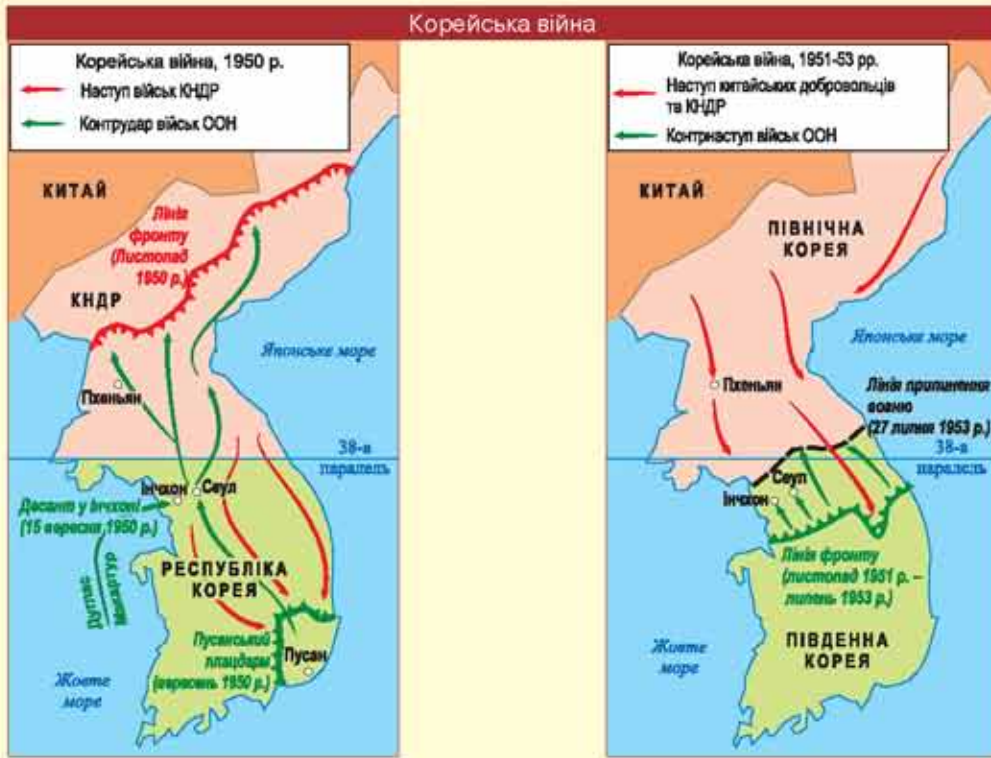 Корейська війна
Корейська війна, 1950 р.
Наступ військ КНДР
Контрудар військ ООН
КИТАЙ
Лінія
фронту
(Листопад
1950 р.)
КНДР
Японське море
Пхеньян
38-а
паралель
Інчхон
Сеул
Десант у Інчхоні
(15 вересня 1950 р.)
Дуглас
Макартур
РЕСПУБЛІКА
КОРЕЯ
Пусанський
плацдарм
(вересень 1950 р.)
Пусан
Жовте
море
Корейська війна, 1951-53 рр.
Наступ китайських добровольців
та КНДР
Контрнаступ військ ООН
КИТАЙ
ПІВНІЧНА
КОРЕЯ
Японське море
Пхеньян
Лінія припинення
вогню
(27 липня 1953 р.)
38-а
паралель
Сеул
Інчхон
Лінія фронту
(листопад 1951 р. –
липень 1953 р.)
Жовте
море
ПІВДЕННА
КОРЕЯ